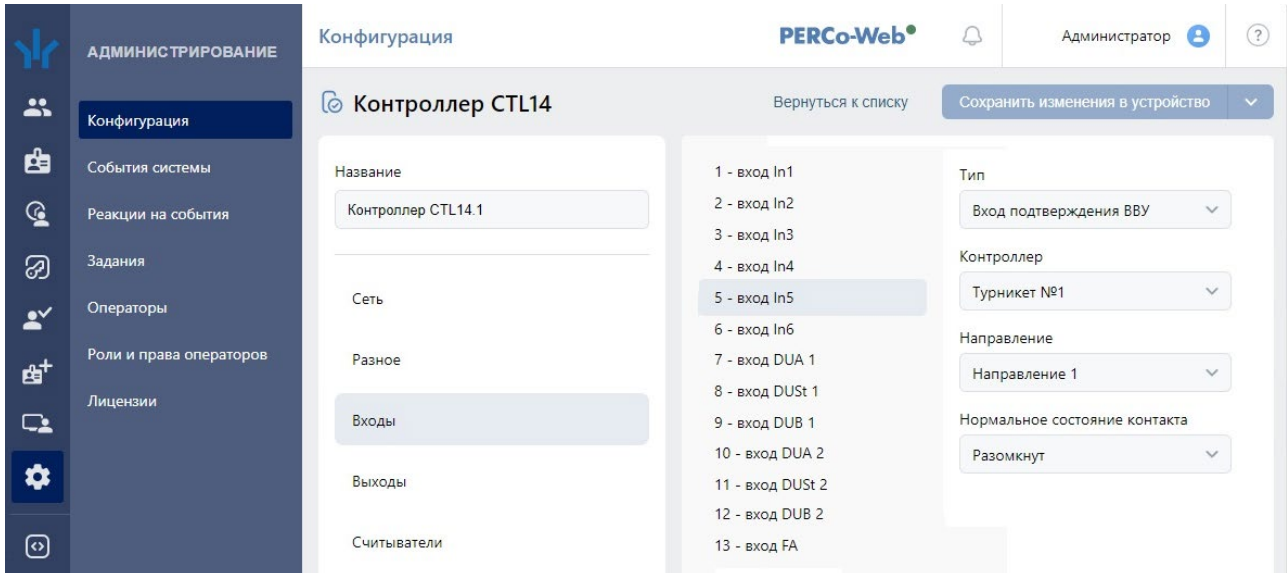 АДМИНИСТРИРОВАНИЕ
Конфигурация
События системы
Реакции на события
Задания
Операторы
Роли и права операторов
Лицензии
Конфигурация
PERCo-Web
Администратор
?
Контроллер CTL14
Вернуться к списку
Сохранить изменения в устройство
Название
Контроллер CTL14.1
Сеть
Разное
Входы
Выходы
Считыватели
1 - вход In1
2 - вход In2
3 - вход In3
4 - вход In4
5 - вход In5
6 - вход In6
7 - вход DUA 1
8 - вход DUSt 1
9 - вход DUB 1
10 - вход DUA 2
11 - вход DUSt 2
12 - вход DUB 2
13 - вход FA
Тип
Вход подтверждения ВВУ
Контроллер
Турникет №1
Направление
Направление 1
Нормальное состояние контакта
Разомкнут